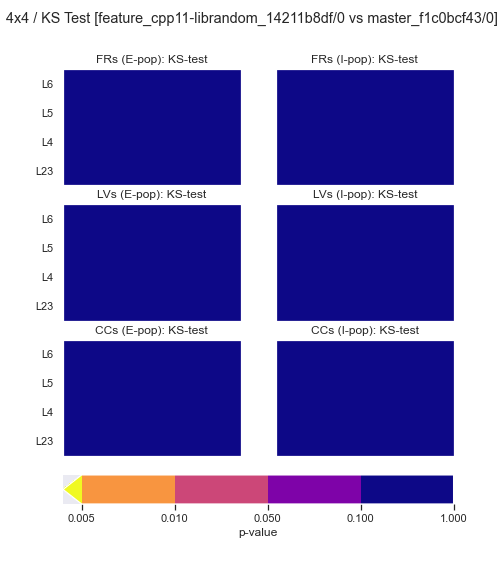 4x4 / KS Test [feature_cpp11-librandom_14211b8df/0 vs master_f1c0bcf43/0]
FRs (E-pop): KS-test
FRs (I-pop): KS-test
L6
L5
L4
L23
LVs (E-pop): KS-test
LVs (I-pop): KS-test
L6
L5
L4
L23
CCs (E-pop): KS-test
CCs (I-pop): KS-test
L6
L5
L4
L23
0.005 0.010 0.050 0.100 1.000
p-value